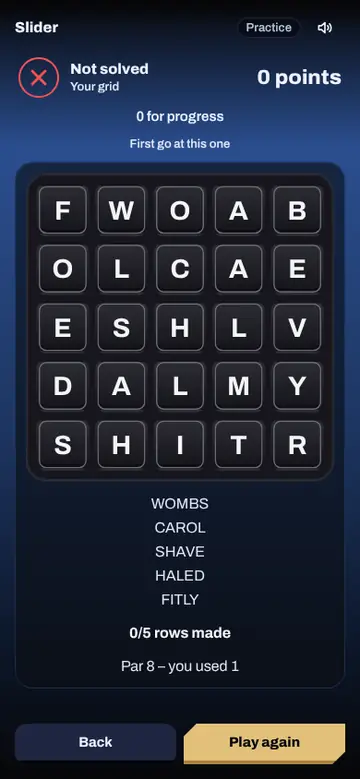 Slider
Practice
Not solved
Your grid
0 points
0 for progress
First go at this one
F W O A B
O L C A E
E S H L V
D A L M Y
S H I T R
WOMBS
CAROL
SHAVE
HALED
FITLY
0/5 rows made
Par 8 – you used 1
Back
Play again